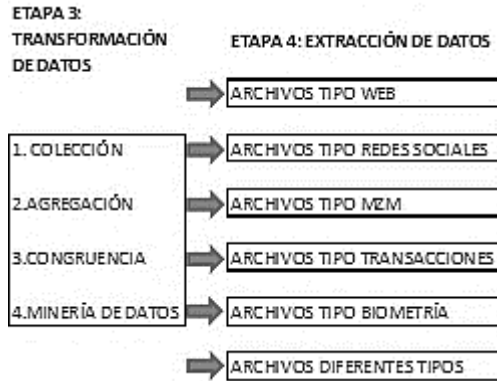 ETAPA 3:
TRANSFORMACIÓN
DE DATOS
ETAPA 4: EXTRACCIÓN DE DATOS
ARCHIVOS TIPO WEB
1. COLECCIÓN
ARCHIVOS TIPO REDES SOCIALES
2.AGREGACIÓN
ARCHIVOS TIPO MZM
3.CONGRUENCIA
ARCHIVOS TIPO TRANSACCIONES
4.MINERÍA DE DATOS
ARCHIVOS TIPO BIOMETRÍA
ARCHIVOS DIFERENTES TIPOS